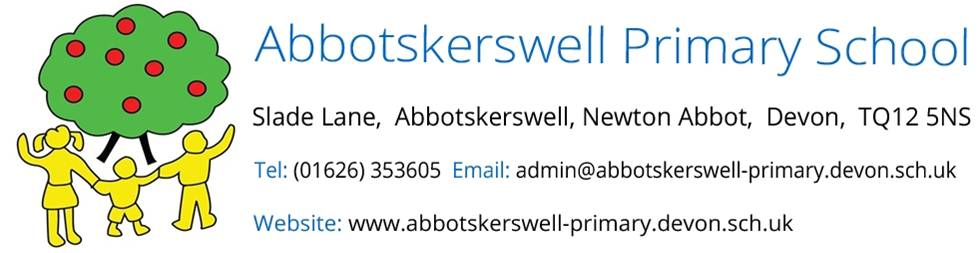 Abbotskerswell Primary School
Slade Lane, Abbotskerswell, Newton Abbot, Devon, TQ12 5NS
Tel: (01626) 353605 Email: admin@abbotskerswell-primary.devon.sch.uk
Website: www.abbotskerswell-primary.devon.sch.uk